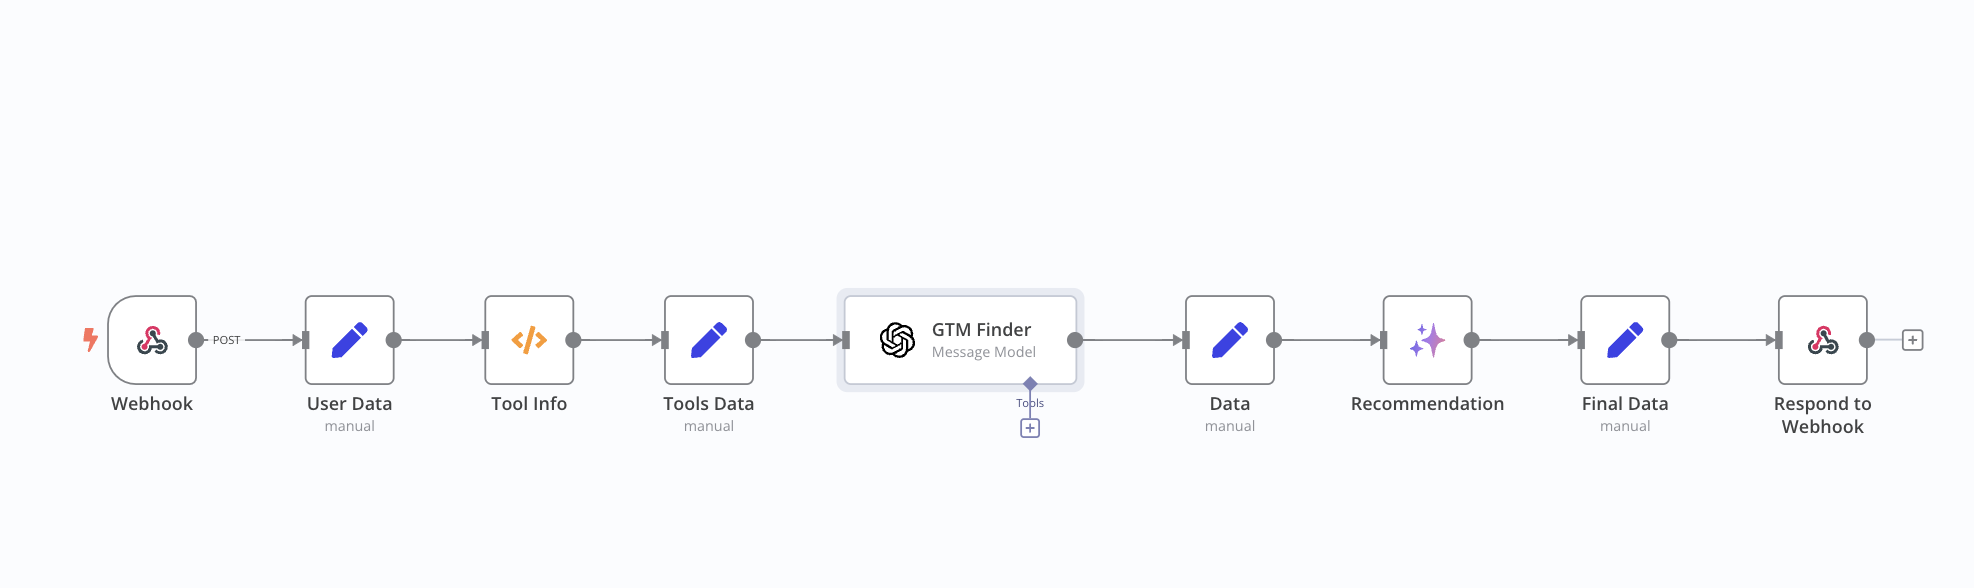 POST
GTM Finder
Message Model
Tools
Webhook
User Data
manual
Tool Info
Tools Data
manual
Data
manual
Recommendation
Final Data
manual
Respond to
Webhook